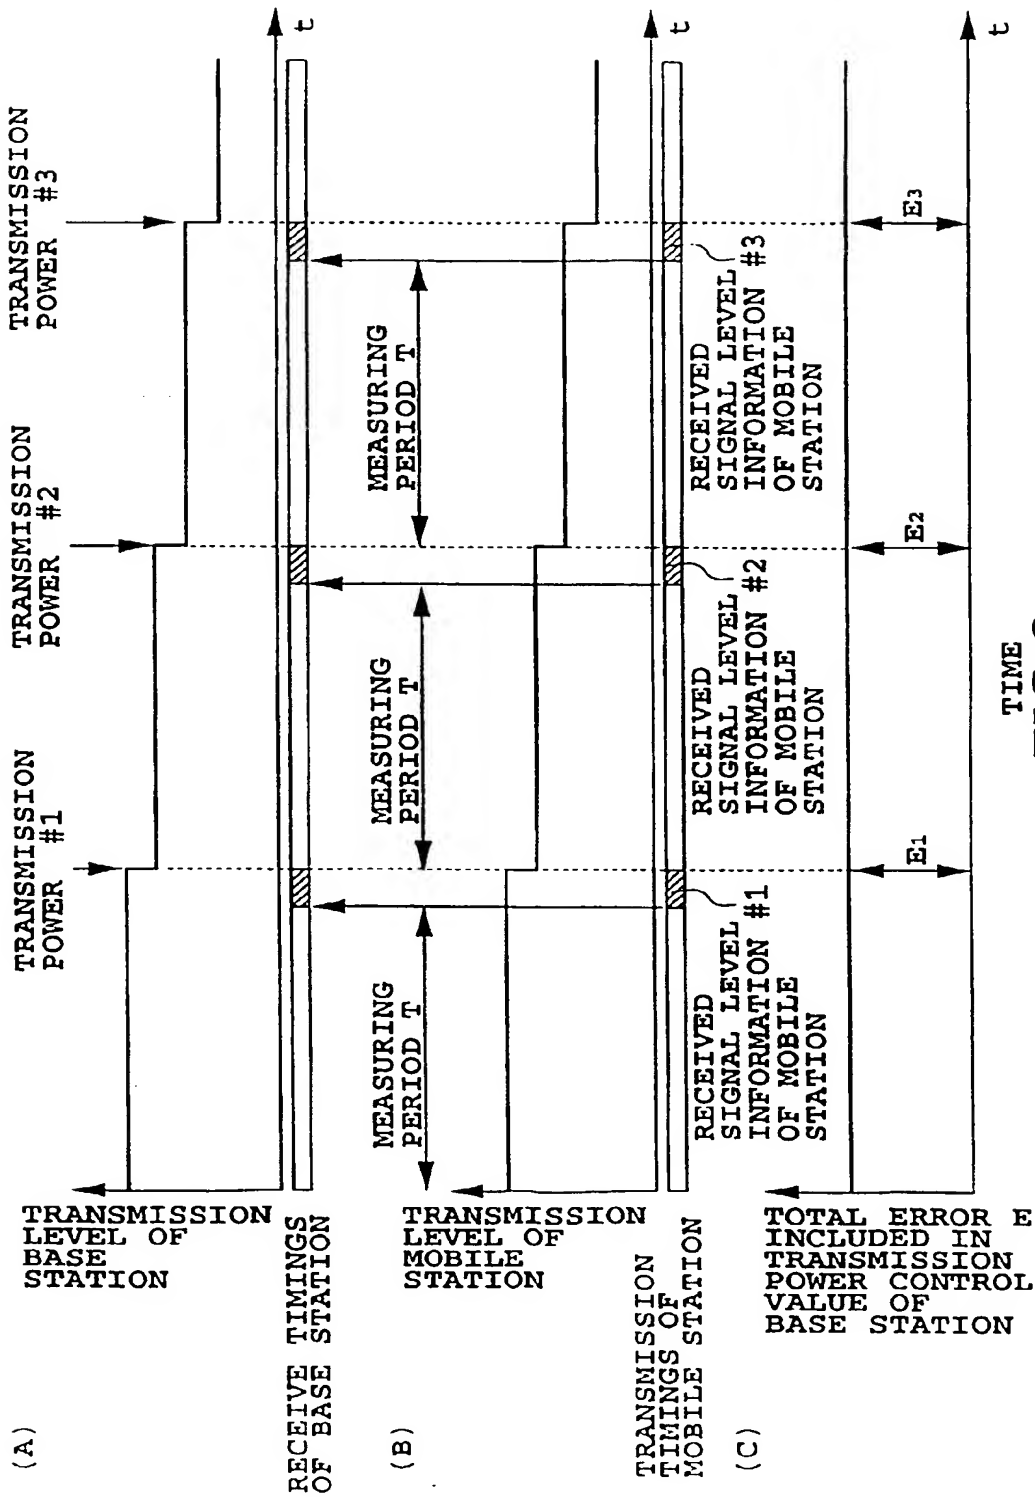 (A)
TRANSMISSION
LEVEL OF
BASE
STATION
TRANSMISSION
POWER #1
TRANSMISSION
POWER #2
TRANSMISSION
POWER #3
t
RECEIVE TIMINGS
OF BASE STATION
(B)
TRANSMISSION
LEVEL OF
MOBILE
STATION
MEASURING
PERIOD T
MEASURING
PERIOD T
MEASURING
PERIOD T
t
TRANSMISSION
TIMINGS OF
MOBILE STATION
RECEIVED
SIGNAL LEVEL
INFORMATION #1
OF MOBILE
STATION
RECEIVED
SIGNAL LEVEL
INFORMATION #2
OF MOBILE
STATION
RECEIVED
SIGNAL LEVEL
INFORMATION #3
OF MOBILE
STATION
(C)
TOTAL ERROR E
INCLUDED IN
TRANSMISSION
POWER CONTROL
VALUE OF
BASE STATION
E1
E2
E3
t
TIME